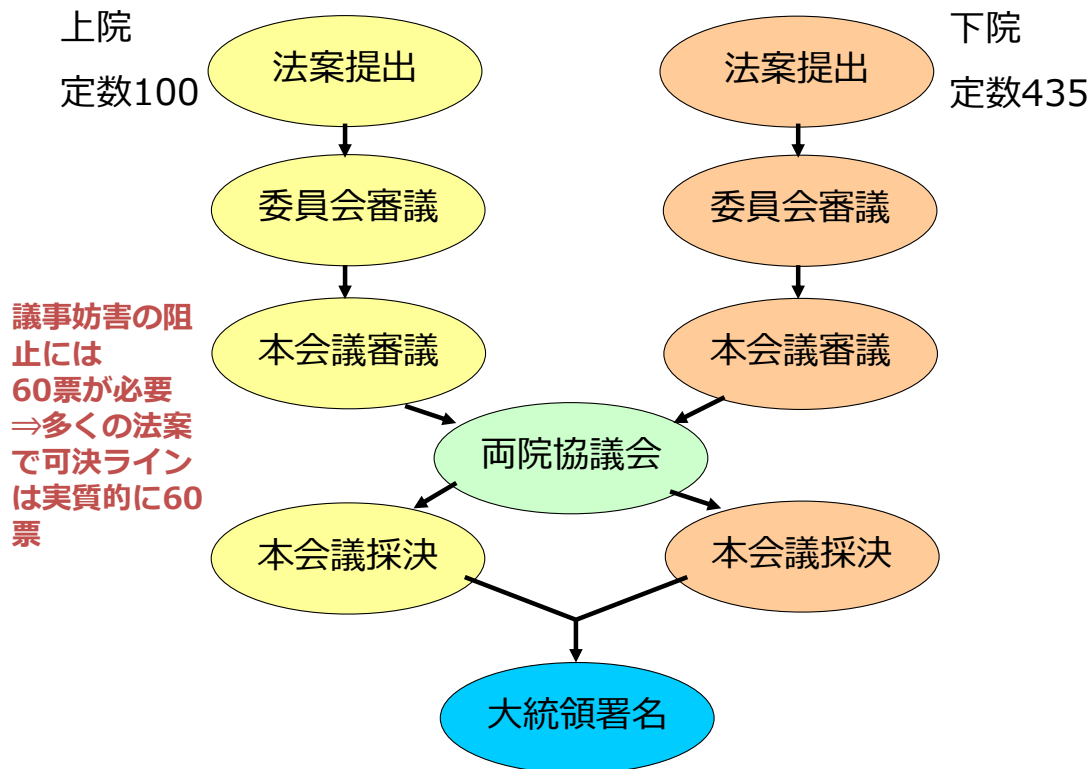 上院
定数100
法案提出
法案提出
下院
定数435
委員会審議
委員会審議
議事妨害の阻
止には
60票が必要
⇒多くの法案
で可決ライン
は実質的に60
票
本会議審議
本会議審議
両院協議会
本会議採決
本会議採決
大統領署名